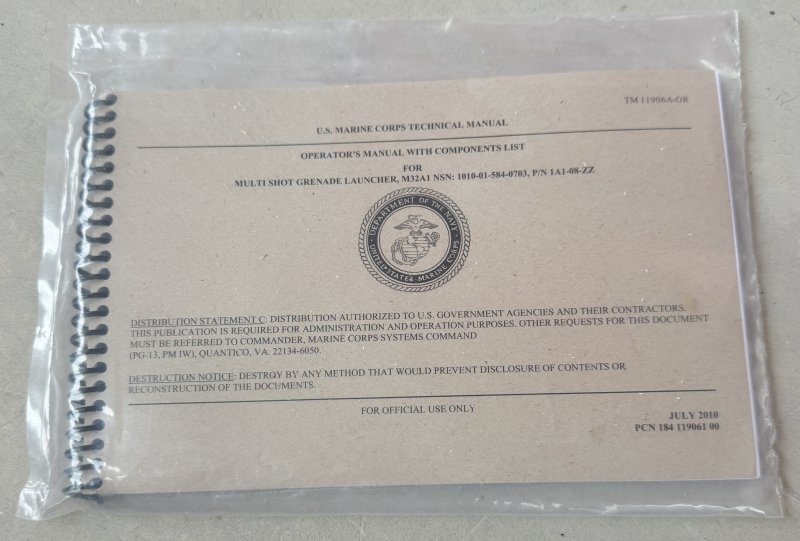 TM 11906A-OR
U.S. MARINE CORPS TECHNICAL MANUAL
OPERATOR'S MANUAL WITH COMPONENTS LIST
FOR
MULTI SHOT GRENADE LAUNCHER, M32A1 NSN: 1010-01-584-0703, P/N 1A1-08-ZZ
DEPARTMENT OF THE NAVY
UNITED STATES MARINE CORPS
DISTRIBUTION STATEMENT C: DISTRIBUTION AUTHORIZED TO U.S. GOVERNMENT AGENCIES AND THEIR CONTRACTORS.
THIS PUBLICATION IS REQUIRED FOR ADMINISTRATION AND OPERATION PURPOSES. OTHER REQUESTS FOR THIS DOCUMENT
MUST BE REFERRED TO COMMANDER, MARINE CORPS SYSTEMS COMMAND
(PG-13, PM IW), QUANTICO, VA. 22134-6050.
DESTRUCTION NOTICE: DESTROY BY ANY METHOD THAT WOULD PREVENT DISCLOSURE OF CONTENTS OR
RECONSTRUCTION OF THE DOCUMENTS.
FOR OFFICIAL USE ONLY
JULY 2010
PCN 184 119061 00